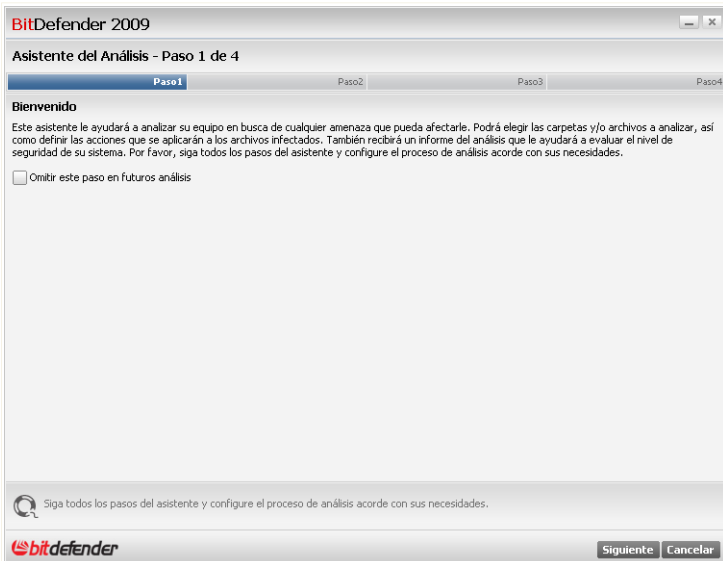 BitDefender 2009
Asistente del Análisis - Paso 1 de 4
Paso1 Paso2 Paso3 Paso4
Bienvenido
Este asistente le ayudará a analizar su equipo en busca de cualquier amenaza que pueda afectarle. Podrá elegir las carpetas y/o archivos a analizar, así
como definir las acciones que se aplicarán a los archivos infectados. También recibirá un informe del análisis que le ayudará a evaluar el nivel de
seguridad de su sistema. Por favor, siga todos los pasos del asistente y configure el proceso de análisis acorde con sus necesidades.
Omitir este paso en futuros análisis
Siga todos los pasos del asistente y configure el proceso de análisis acorde con sus necesidades.
bitdefender
Siguiente Cancelar